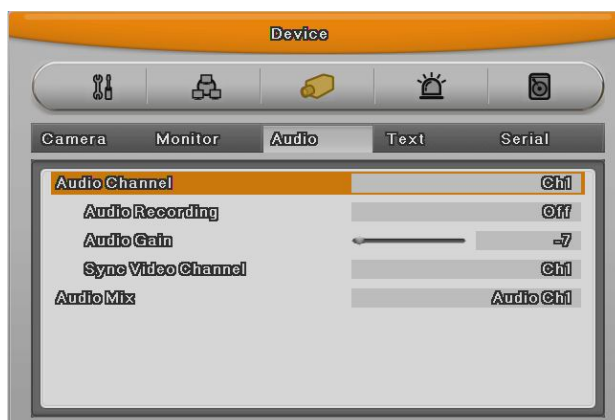 Device
Camera Monitor Audio Text Serial
Audio Channel Ch1
Audio Recording Off
Audio Gain -7
Sync Video Channel Ch1
Audio Mix Audio Ch1